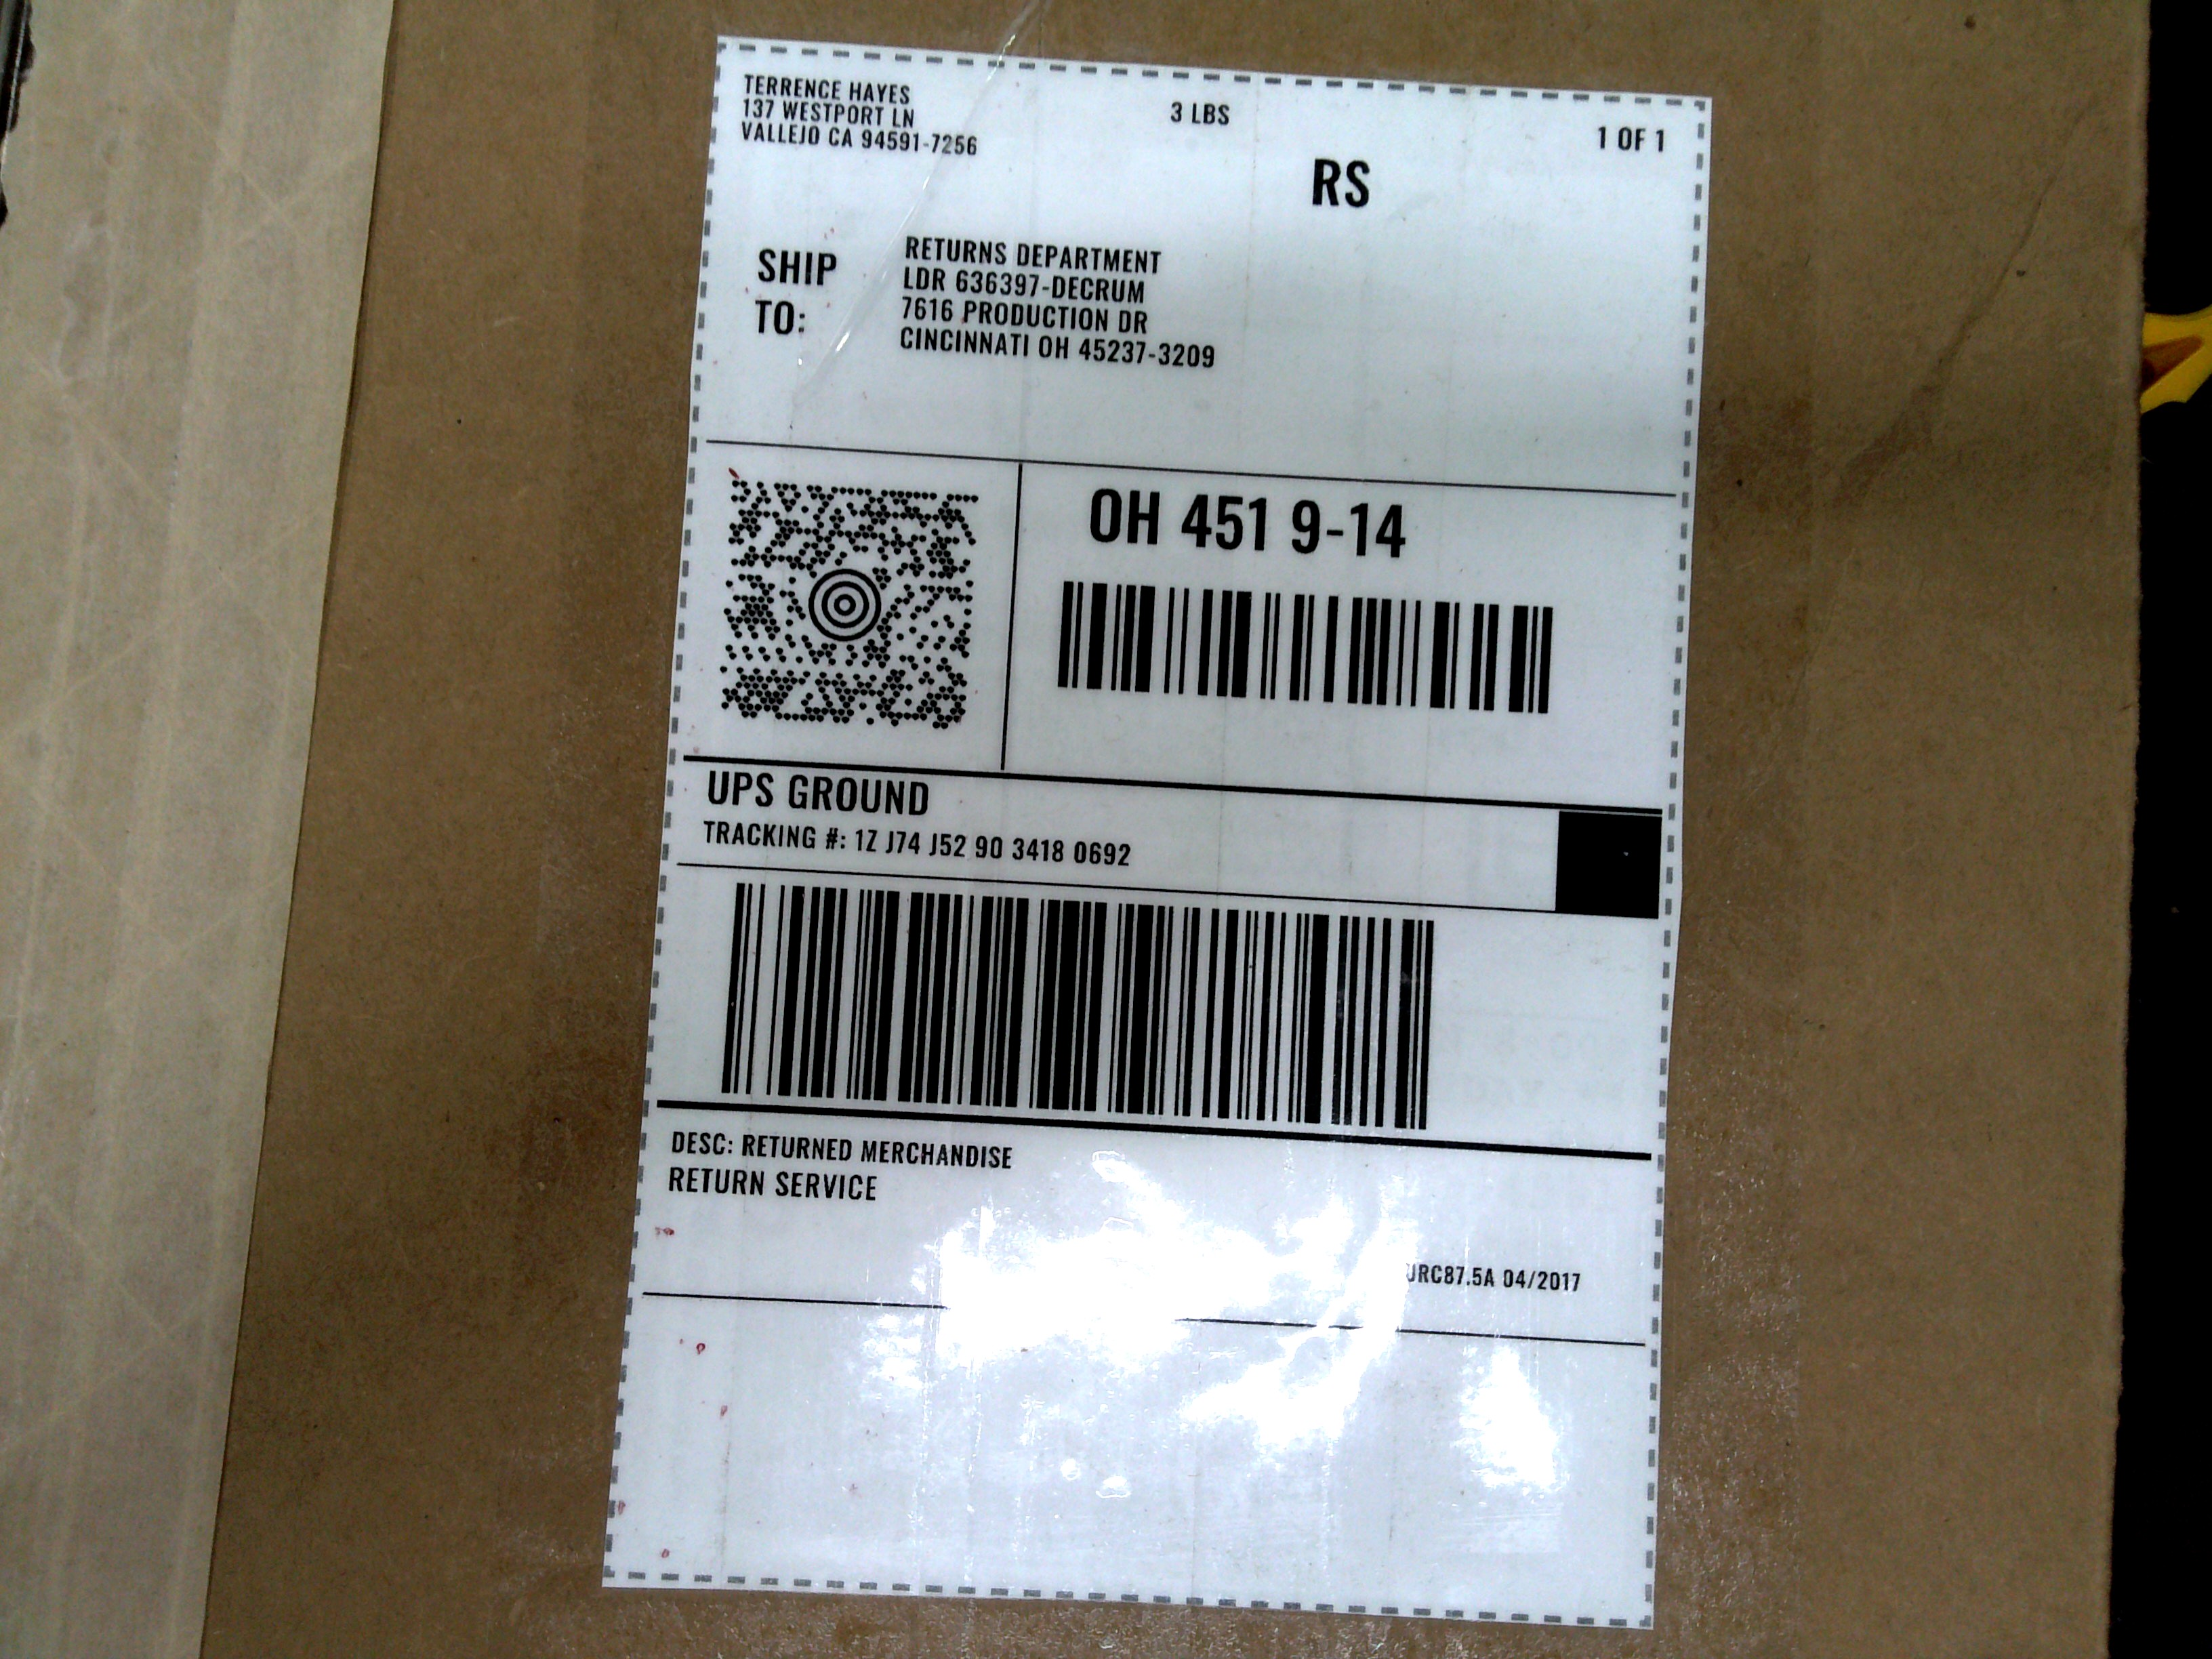 TERRENCE HAYES
137 WESTPORT LN
VALLEJO CA 94591-7256
3 LBS
1 OF 1
RS
SHIP
TO:
RETURNS DEPARTMENT
LDR 636397-DECRUM
7616 PRODUCTION DR
CINCINNATI OH 45237-3209
OH 451 9-14
UPS GROUND
TRACKING #: 1Z J74 J52 90 3418 0692
DESC: RETURNED MERCHANDISE
RETURN SERVICE
URC87.5A 04/2017